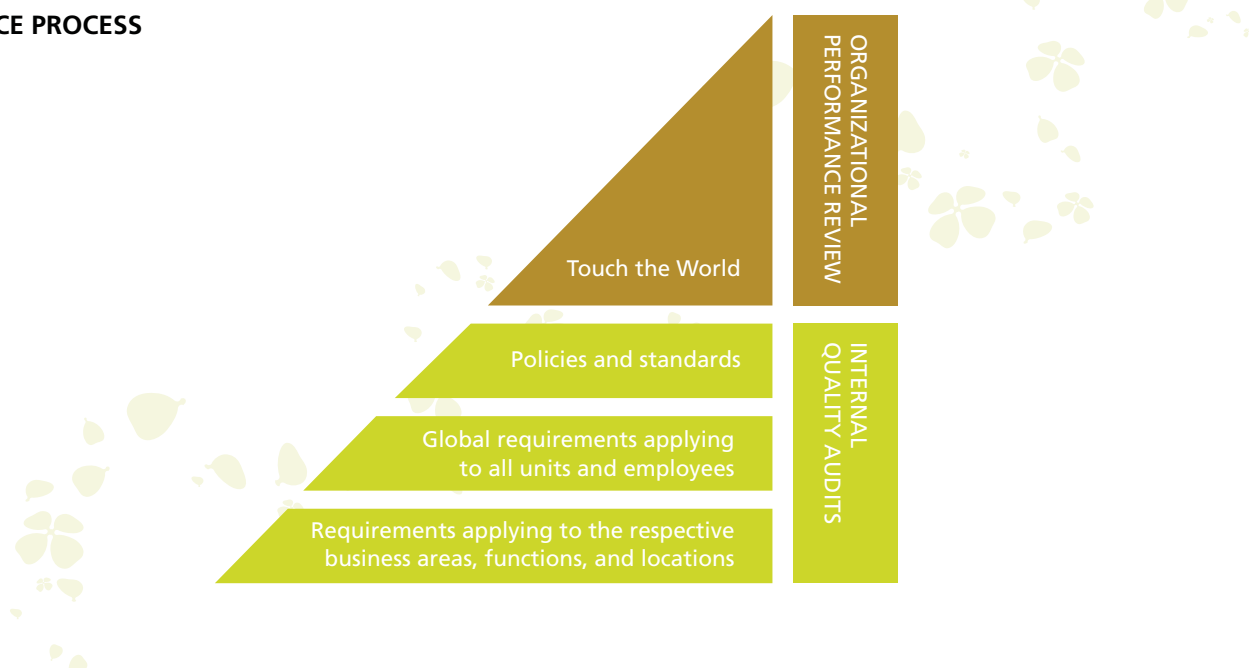 CE PROCESS
ORGANIZATIONAL
PERFORMANCE REVIEW
Touch the World
Policies and standards
INTERNAL
QUALITY AUDITS
Global requirements applying
to all units and employees
Requirements applying to the respective
business areas, functions, and locations